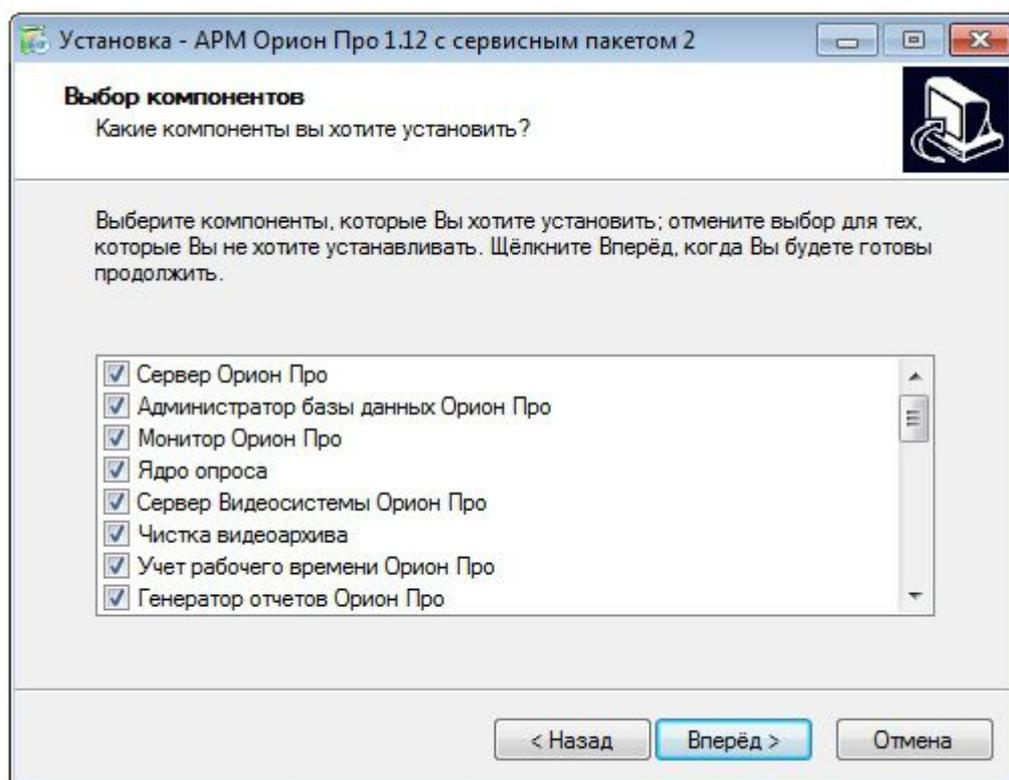 Установка - АРМ Орион Про 1.12 с сервисным пакетом 2
Выбор компонентов
Какие компоненты вы хотите установить?
Выберите компоненты, которые Вы хотите установить; отмените выбор для тех,
которые Вы не хотите устанавливать. Щёлкните Вперёд, когда Вы будете готовы
продолжить.
Сервер Орион Про
Администратор базы данных Орион Про
Монитор Орион Про
Ядро опроса
Сервер Видеосистемы Орион Про
Чистка видеоархива
Учет рабочего времени Орион Про
Генератор отчетов Орион Про
< Назад
Вперёд >
Отмена